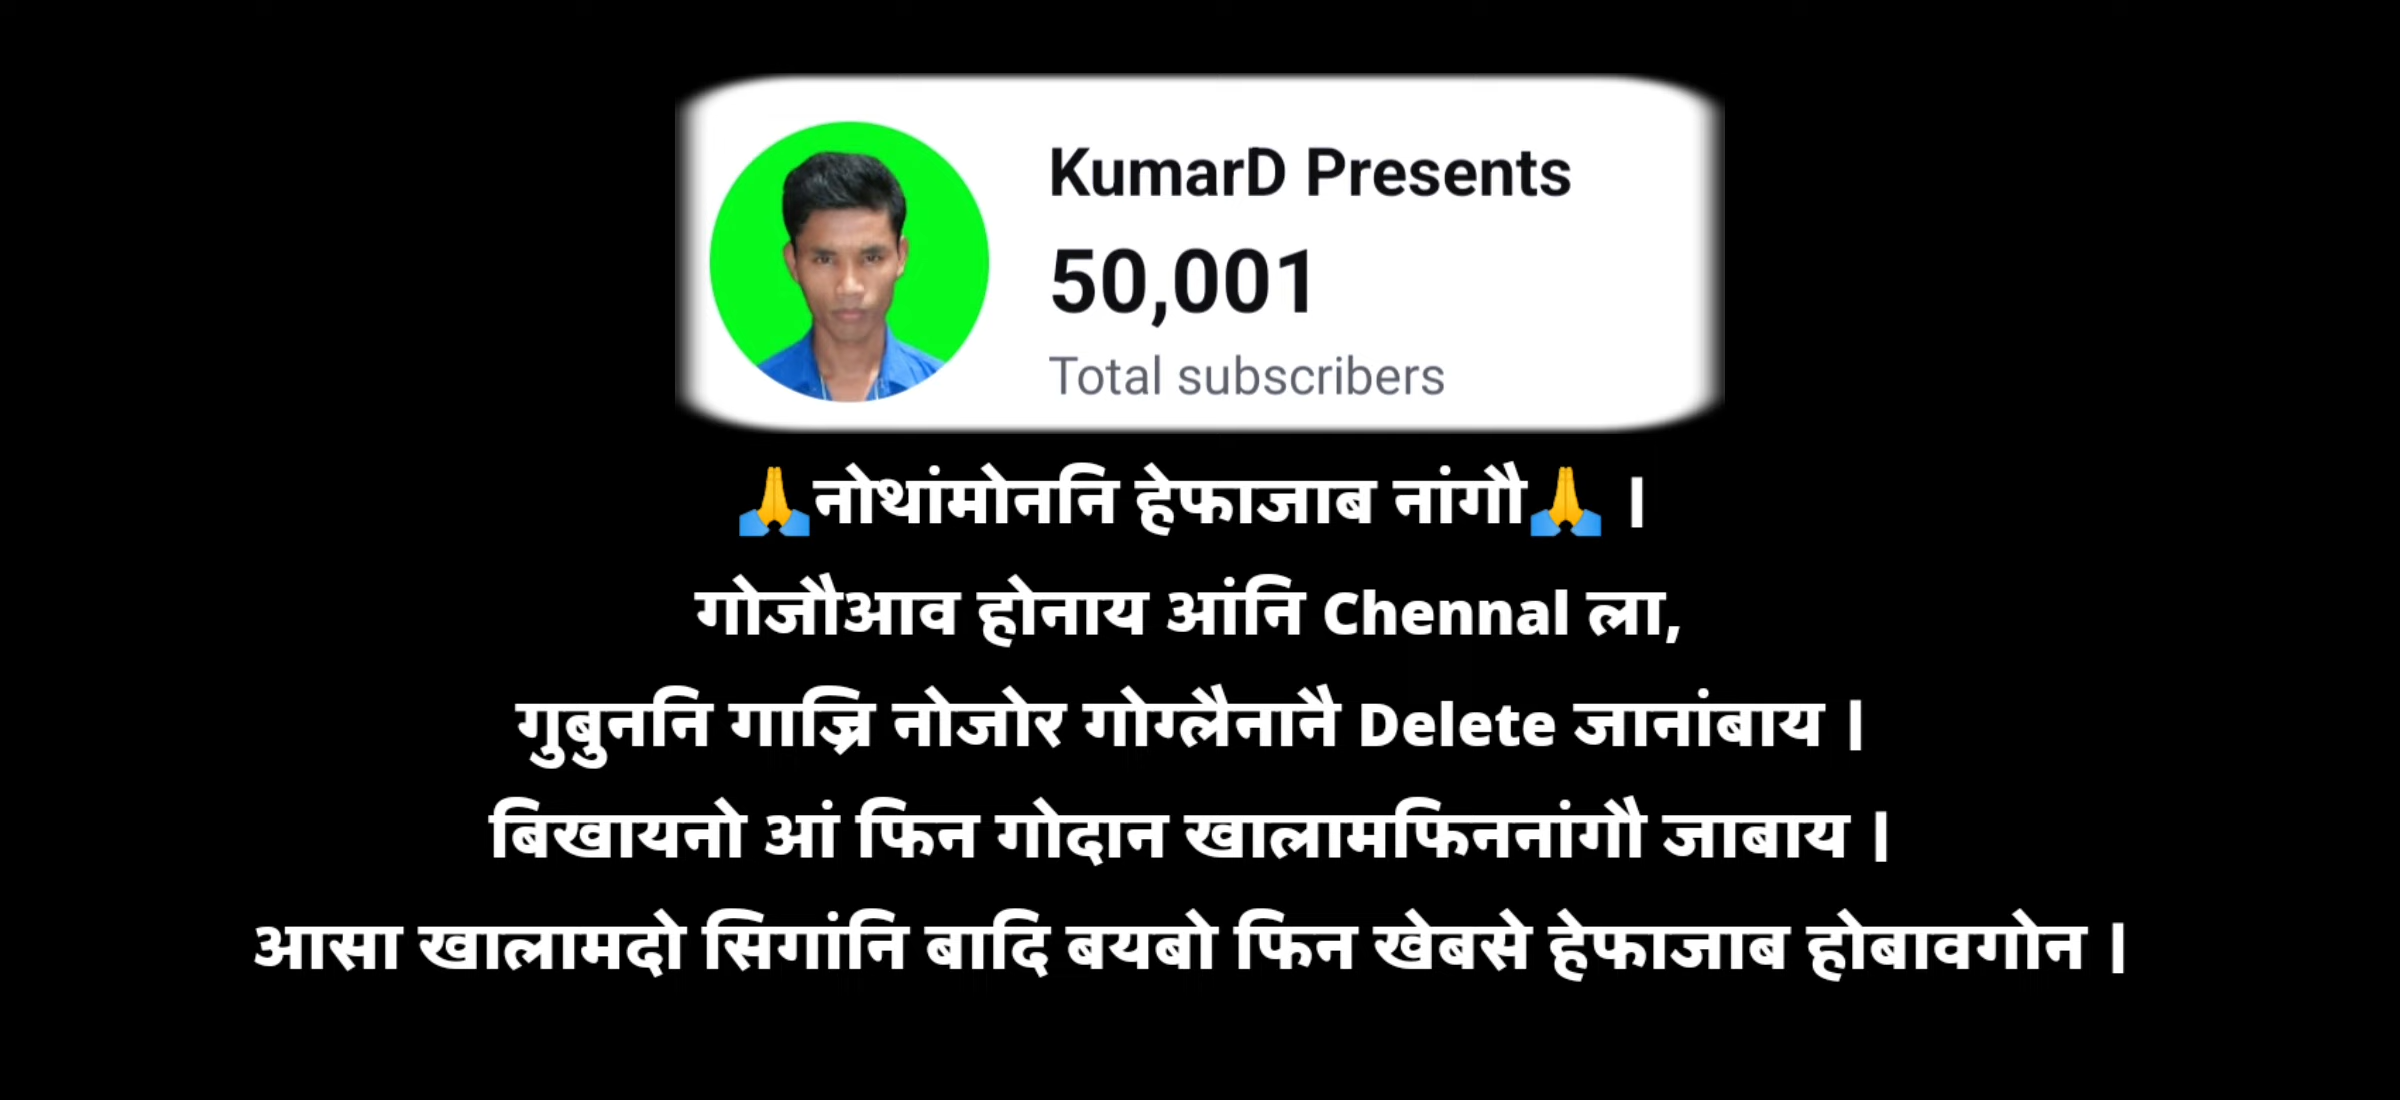 KumarD Presents
50,001
Total subscribers
🙏नोथांमोननि हेफाजाब नांगौ🙏 ।
गोजौआव होनाय आंनि Chennal ला,
गुबुननि गाज्रि नोजोर गोग्लैनानै Delete जानांबाय ।
बिखायनो आं फिन गोदान खालामफिननांगौ जाबाय ।
आसा खालामदो सिगांनि बादि बयबो फिन खेबसे हेफाजाब होबावगोन ।